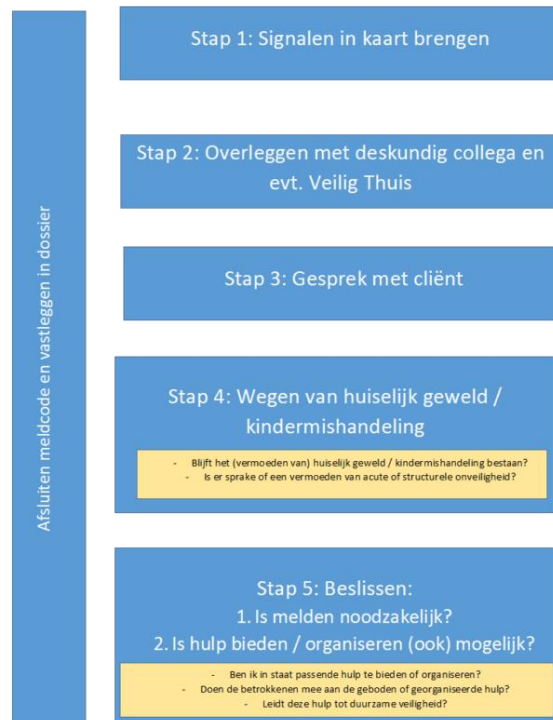 Afsluiten meldcode en vastleggen in dossier
Stap 1: Signalen in kaart brengen
Stap 2: Overleggen met deskundig collega en
evt. Veilig Thuis
Stap 3: Gesprek met cliënt
Stap 4: Wegen van huiselijk geweld /
kindermishandeling
- Blijft het (vermoeden van) huiselijk geweld / kindermishandeling bestaan?
- Is er sprake of een vermoeden van acute of structurele onveiligheid?
Stap 5: Beslissen:
1. Is melden noodzakelijk?
2. Is hulp bieden / organiseren (ook) mogelijk?
- Ben ik in staat passende hulp te bieden of organiseren?
- Doen de betrokkenen mee aan de geboden of georganiseerde hulp?
- Leidt deze hulp tot duurzame veiligheid?